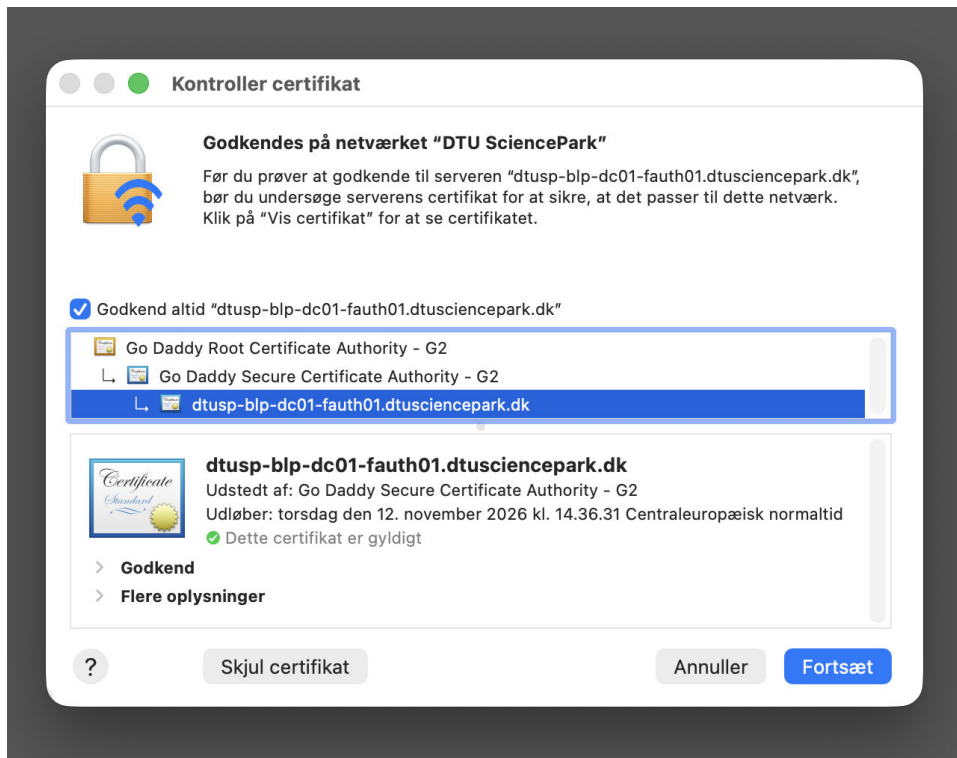 Kontroller certifikat
Godkendes på netværket “DTU SciencePark”
Før du prøver at godkende til serveren “dtusp-blp-dc01-fauth01.dtusciencepark.dk”,
bør du undersøge serverens certifikat for at sikre, at det passer til dette netværk.
Klik på “Vis certifikat” for at se certifikatet.
Godkend altid “dtusp-blp-dc01-fauth01.dtusciencepark.dk”
Go Daddy Root Certificate Authority - G2
Go Daddy Secure Certificate Authority - G2
dtusp-blp-dc01-fauth01.dtusciencepark.dk
Certificate
Standard
dtusp-blp-dc01-fauth01.dtusciencepark.dk
Udstedt af: Go Daddy Secure Certificate Authority - G2
Udløber: torsdag den 12. november 2026 kl. 14.36.31 Centraleuropæisk normaltid
Dette certifikat er gyldigt
Godkend
Flere oplysninger
?
Skjul certifikat
Annuller
Fortsæt